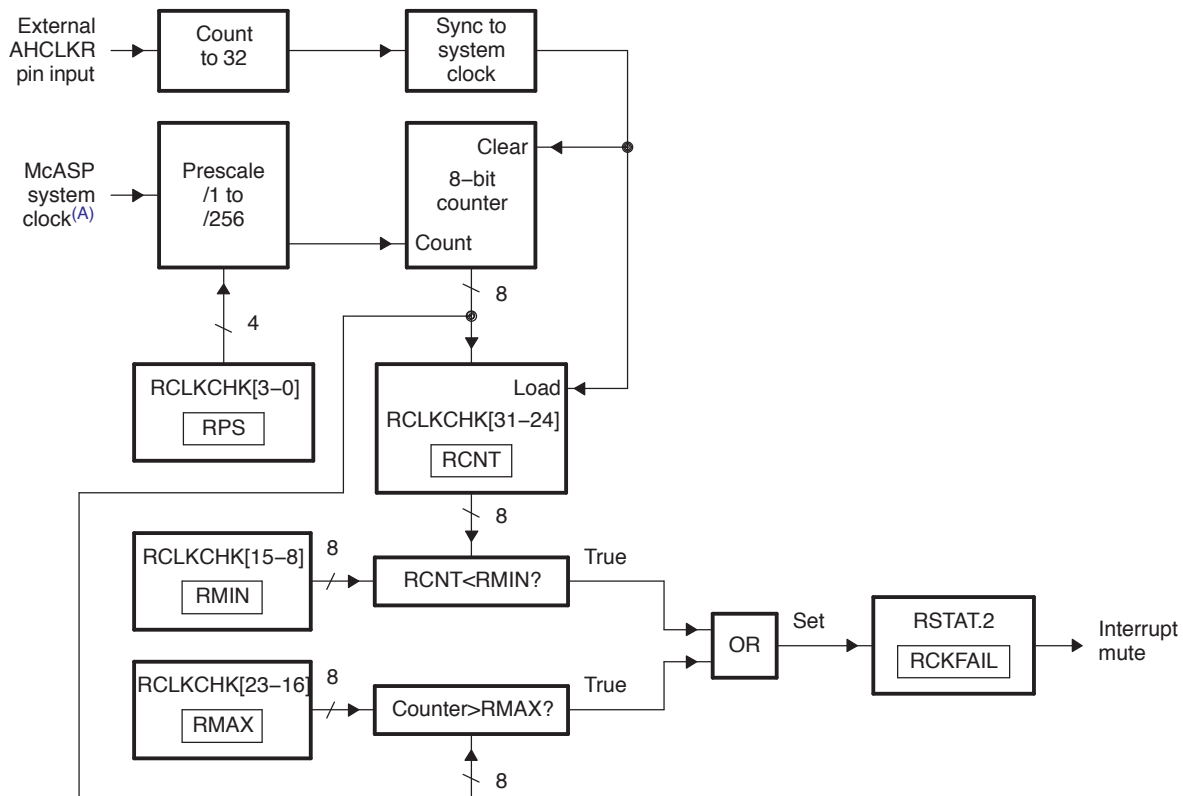 External
AHCLKR
pin input
Count
to 32
Sync to
system
clock
McASP
system
clock(A)
Prescale
/1 to
/256
Clear
8−bit
counter
Count
8
4
RCLKCHK[3−0]
RPS
Load
RCLKCHK[31−24]
RCNT
8
RCLKCHK[15−8]
RMIN
8
RCNT<RMIN?
True
RCLKCHK[23−16]
RMAX
8
Counter>RMAX?
True
8
OR
Set
RSTAT.2
RCKFAIL
Interrupt
mute